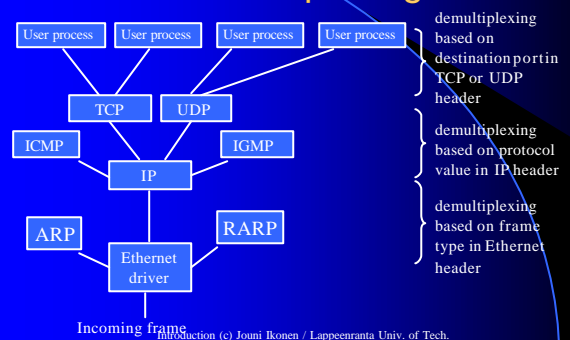 User process
User process
User process
User process
demultiplexing
based on
destination port in
TCP or UDP
header
TCP
UDP
ICMP
IGMP
IP
demultiplexing
based on protocol
value in IP header
ARP
RARP
Ethernet
driver
demultiplexing
based on frame
type in Ethernet
header
Incoming frame
Introduction (c) Jouni Ikonen / Lappeenranta Univ. of Tech.